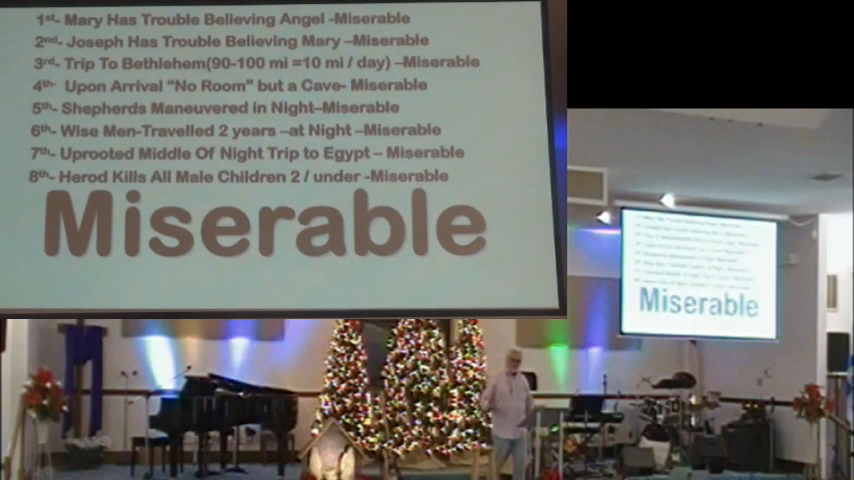 1st- Mary Has Trouble Believing Angel -Miserable
2nd- Joseph Has Trouble Believing Mary –Miserable
3rd- Trip To Bethlehem(90-100 mi =10 mi / day) –Miserable
4th- Upon Arrival “No Room” but a Cave- Miserable
5th- Shepherds Maneuvered in Night–Miserable
6th- Wise Men-Travelled 2 years –at Night –Miserable
7th- Uprooted Middle Of Night Trip to Egypt – Miserable
8th- Herod Kills All Male Children 2 / under -Miserable
Miserable
Miserable